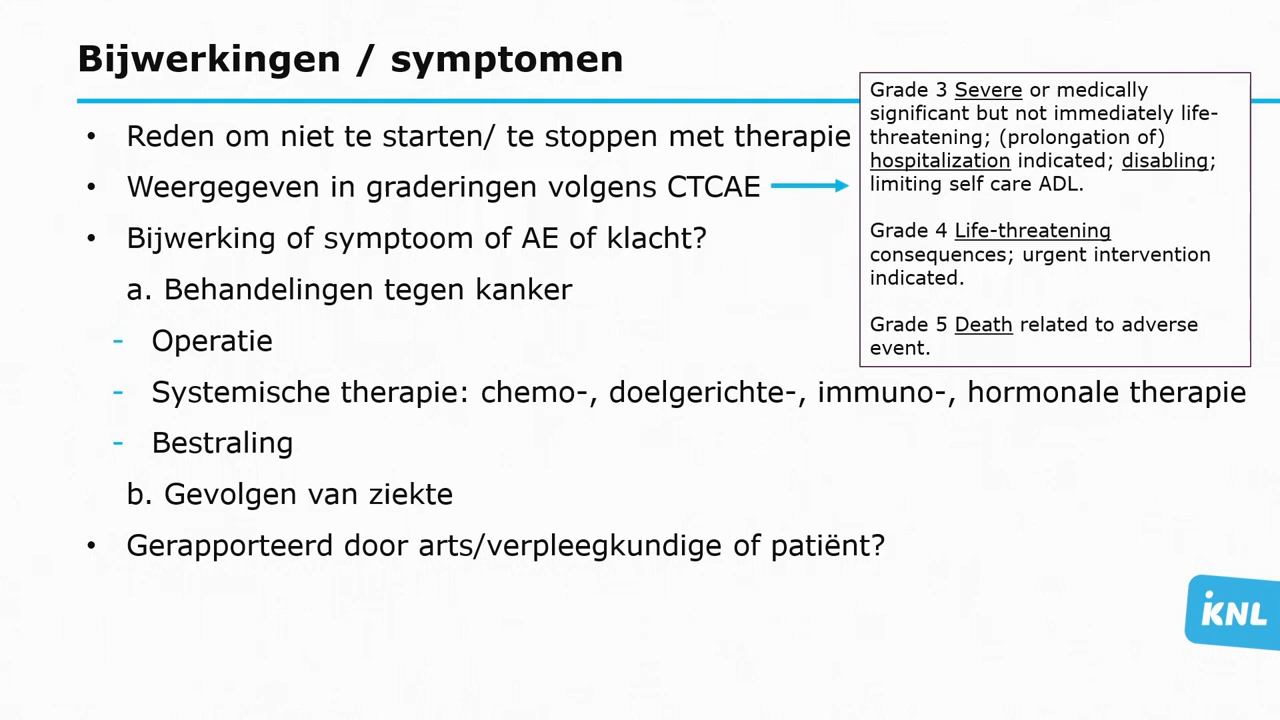 Bijwerkingen / symptomen
• Reden om niet te starten/ te stoppen met therapie
• Weergegeven in graderingen volgens CTCAE
• Bijwerking of symptoom of AE of klacht?
a. Behandelingen tegen kanker
- Operatie
- Systemische therapie: chemo-, doelgerichte-, immuno-, hormonale therapie
- Bestraling
b. Gevolgen van ziekte
• Gerapporteerd door arts/verpleegkundige of patiënt?
Grade 3 Severe or medically
significant but not immediately life-
threatening; (prolongation of)
hospitalization indicated; disabling;
limiting self care ADL.
Grade 4 Life-threatening
consequences; urgent intervention
indicated.
Grade 5 Death related to adverse
event.
iKNL